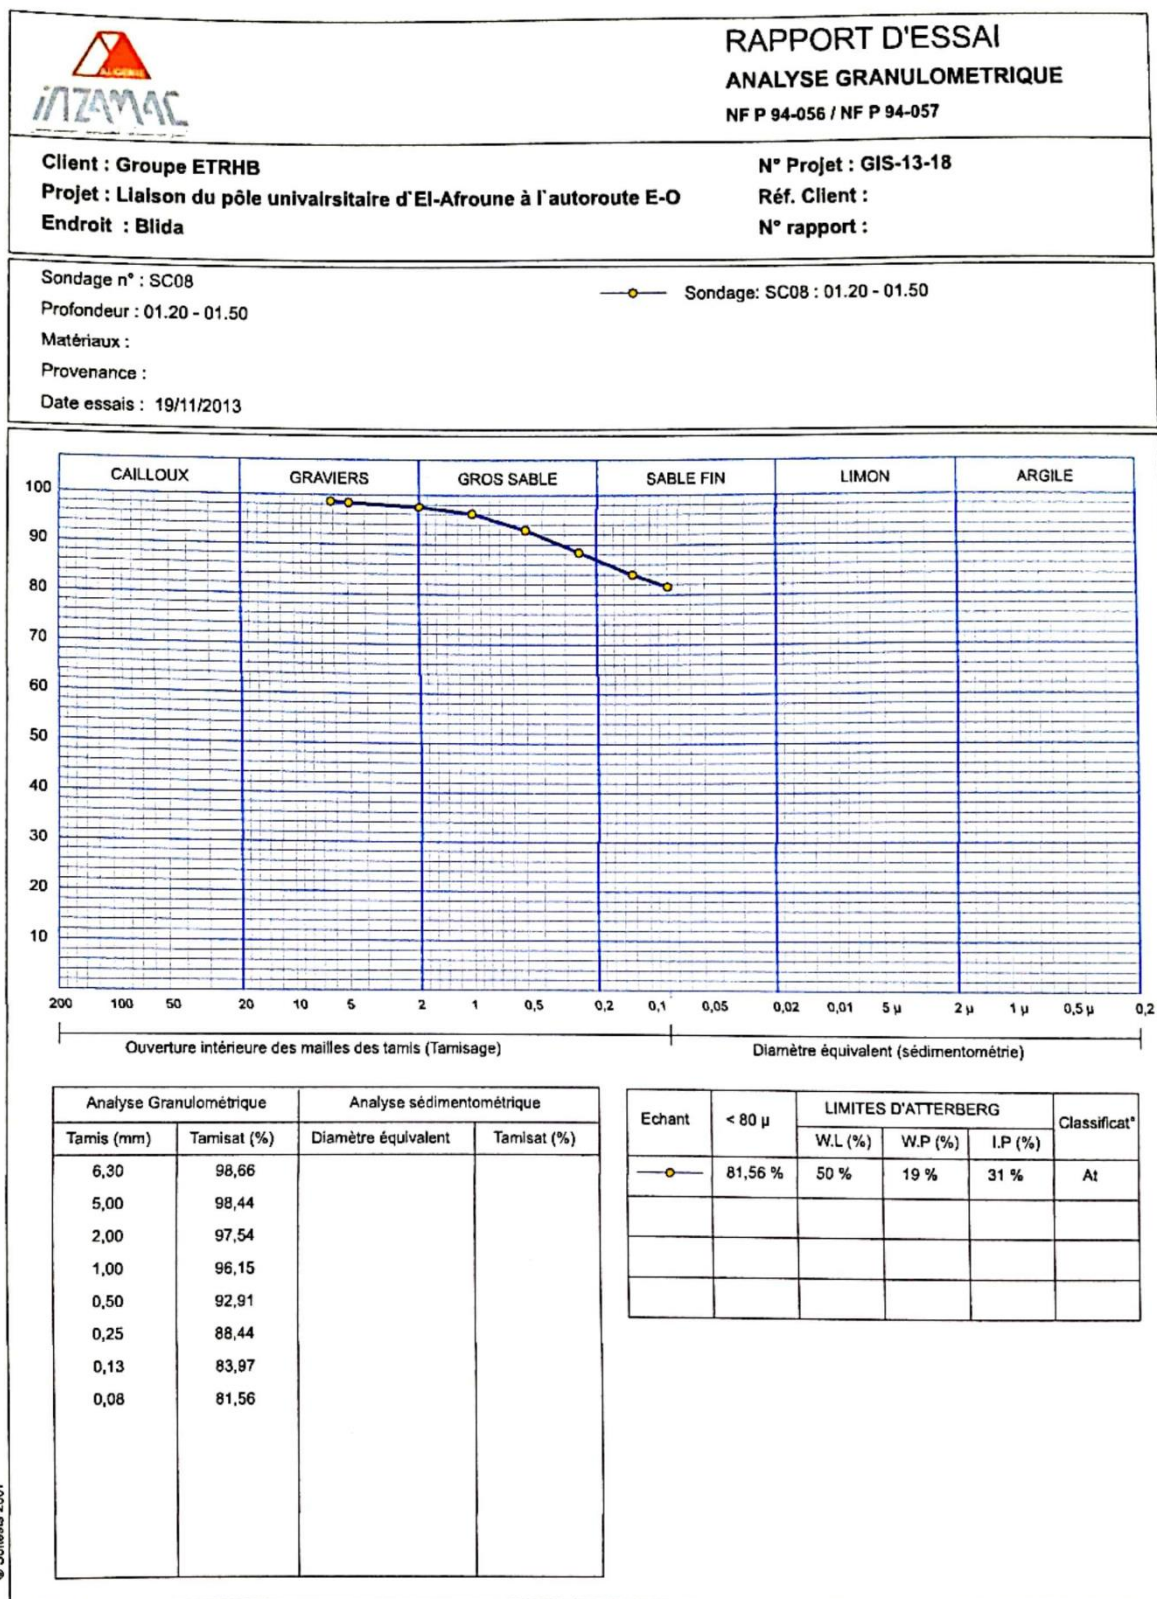 ALGERIE
INZAMAC
RAPPORT D'ESSAI
ANALYSE GRANULOMETRIQUE
NF P 94-056 / NF P 94-057
Client : Groupe ETRHB
Projet : Liaison du pôle univairsitaire d`El-Afroune à l`autoroute E-O
Endroit : Blida
N° Projet : GIS-13-18
Réf. Client :
N° rapport :
Sondage n° : SC08
Profondeur : 01.20 - 01.50
Matériaux :
Provenance :
Date essais : 19/11/2013
Sondage: SC08 : 01.20 - 01.50
CAILLOUX GRAVIERS GROS SABLE SABLE FIN LIMON ARGILE
100
90
80
70
60
50
40
30
20
10
200 100 50 20 10 5 2 1 0,5 0,2 0,1 0,05 0,02 0,01 5 µ 2 µ 1 µ 0,5 µ 0,2
Ouverture intérieure des mailles des tamis (Tamisage) Diamètre équivalent (sédimentométrie)
Analyse Granulométrique Analyse sédimentométrique
Tamis (mm) Tamisat (%) Diamètre équivalent Tamisat (%)
6,30 98,66
5,00 98,44
2,00 97,54
1,00 96,15
0,50 92,91
0,25 88,44
0,13 83,97
0,08 81,56
Echant < 80 µ LIMITES D'ATTERBERG Classificat°
W.L (%) W.P (%) I.P (%)
81,56 % 50 % 19 % 31 % At